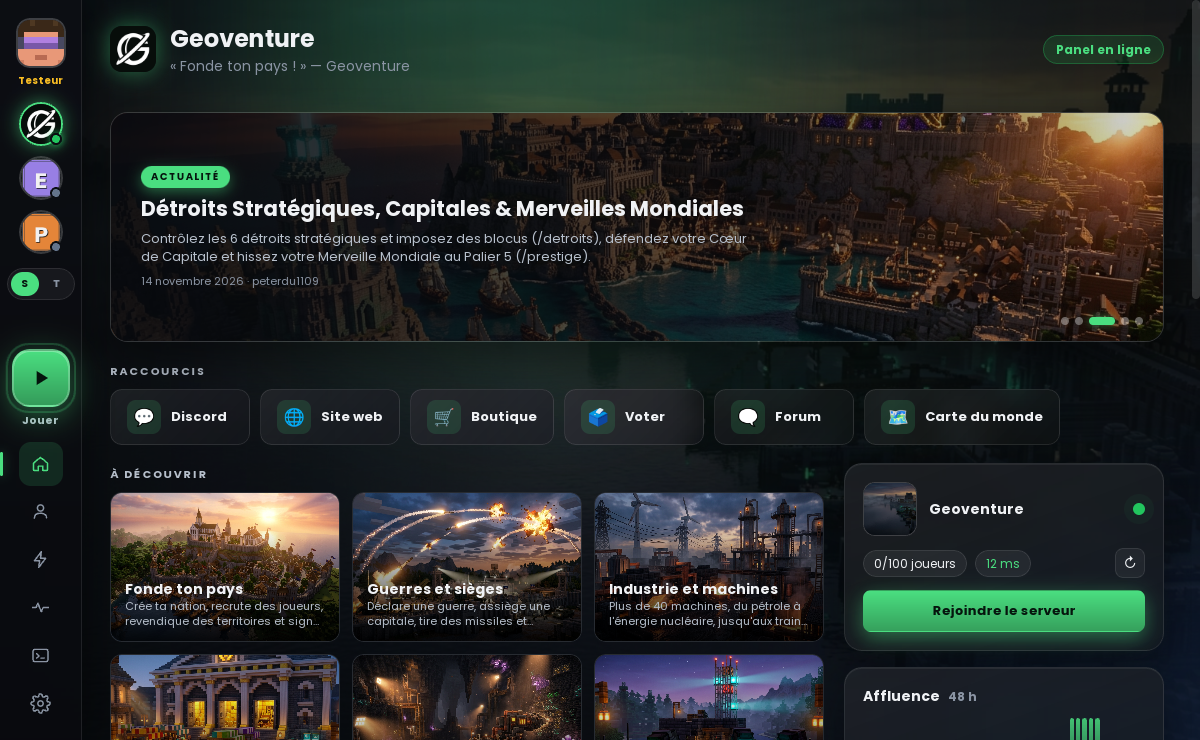 Testeur
E
P
S T
Jouer
Geoventure
« Fonde ton pays ! » — Geoventure
Panel en ligne
ACTUALITÉ
Détroits Stratégiques, Capitales & Merveilles Mondiales
Contrôlez les 6 détroits stratégiques et imposez des blocus (/detroits), défendez votre Cœur
de Capitale et hissez votre Merveille Mondiale au Palier 5 (/prestige).
14 novembre 2026 · peterdu1109
RACCOURCIS
Discord
Site web
Boutique
Voter
Forum
Carte du monde
À DÉCOUVRIR
Fonde ton pays
Crée ta nation, recrute des joueurs,
revendique des territoires et sign…
Guerres et sièges
Déclare une guerre, assiège une
capitale, tire des missiles et…
Industrie et machines
Plus de 40 machines, du pétrole à
l'énergie nucléaire, jusqu'aux train…
Geoventure
0/100 joueurs
12 ms
Rejoindre le serveur
Affluence 48 h